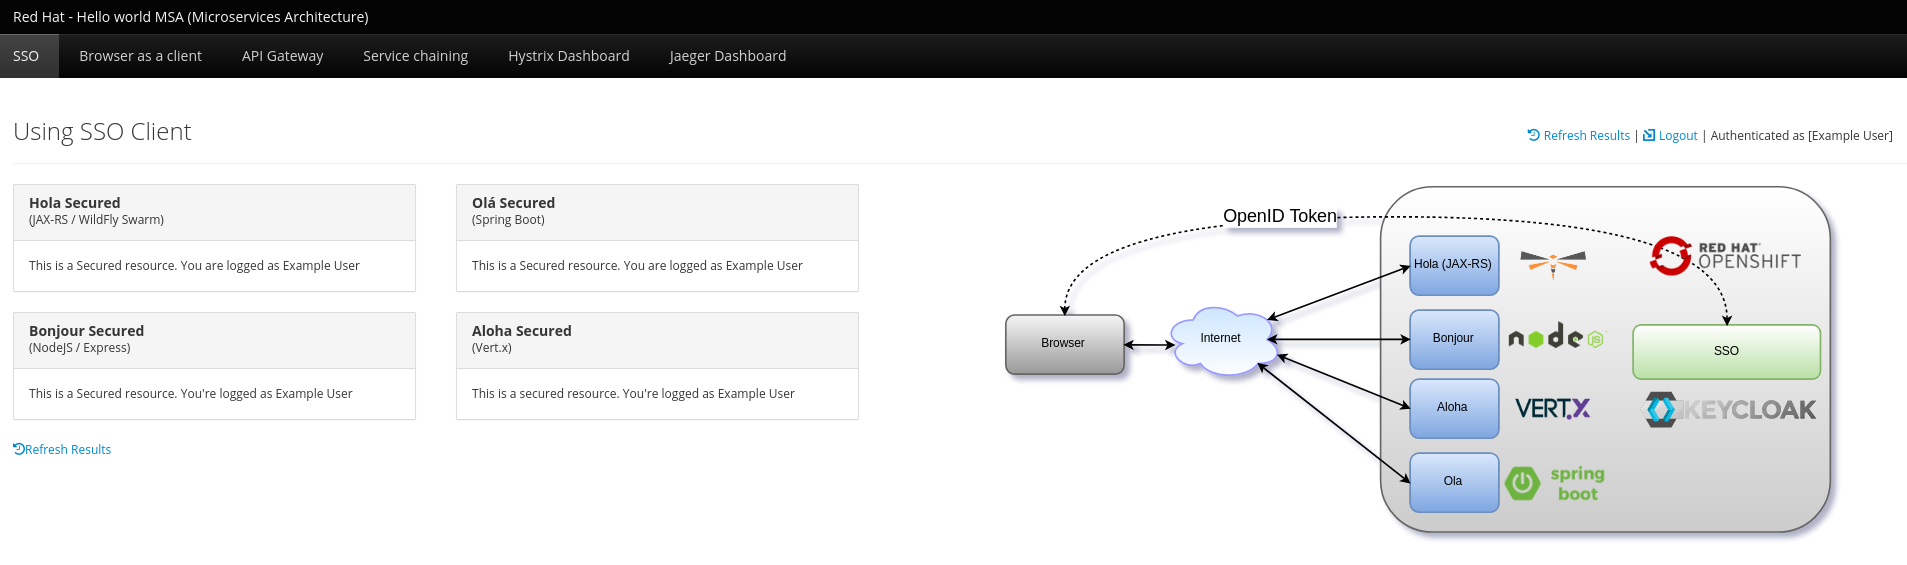 Red Hat - Hello world MSA (Microservices Architecture)
SSO Browser as a client API Gateway Service chaining Hystrix Dashboard Jaeger Dashboard
Using SSO Client
Refresh Results | Logout | Authenticated as [Example User]
Hola Secured
(JAX-RS / WildFly Swarm)
This is a Secured resource. You are logged as Example User
Olá Secured
(Spring Boot)
This is a Secured resource. You are logged as Example User
Bonjour Secured
(NodeJS / Express)
This is a Secured resource. You're logged as Example User
Aloha Secured
(Vert.x)
This is a secured resource. You're logged as Example User
Refresh Results
OpenID Token
Browser
Internet
Hola (JAX-RS)
RED HAT
OPENSHIFT
Bonjour
node
JS
SSO
Aloha
VERT.X
KEYCLOAK
Ola
spring
boot